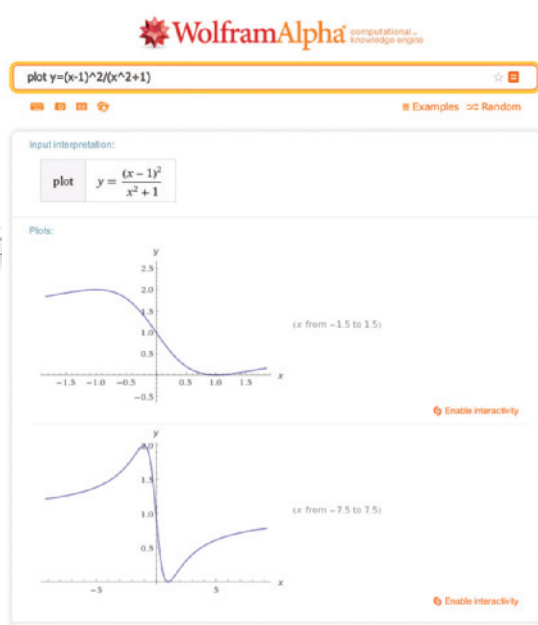 WolframAlpha computational... knowledge engine
plot y=(x-1)^2/(x^2+1)
Examples Random
Input interpretation:
plot y = (x − 1)² / x² + 1
Plots:
y
2.5
2.0
1.5
1.0
0.5
−1.5 −1.0 −0.5 0.5 1.0 1.5 x
−0.5
(x from −1.5 to 1.5)
Enable interactivity
y
2.0
1.5
1.0
0.5
−5 5 x
(x from −7.5 to 7.5)
Enable interactivity